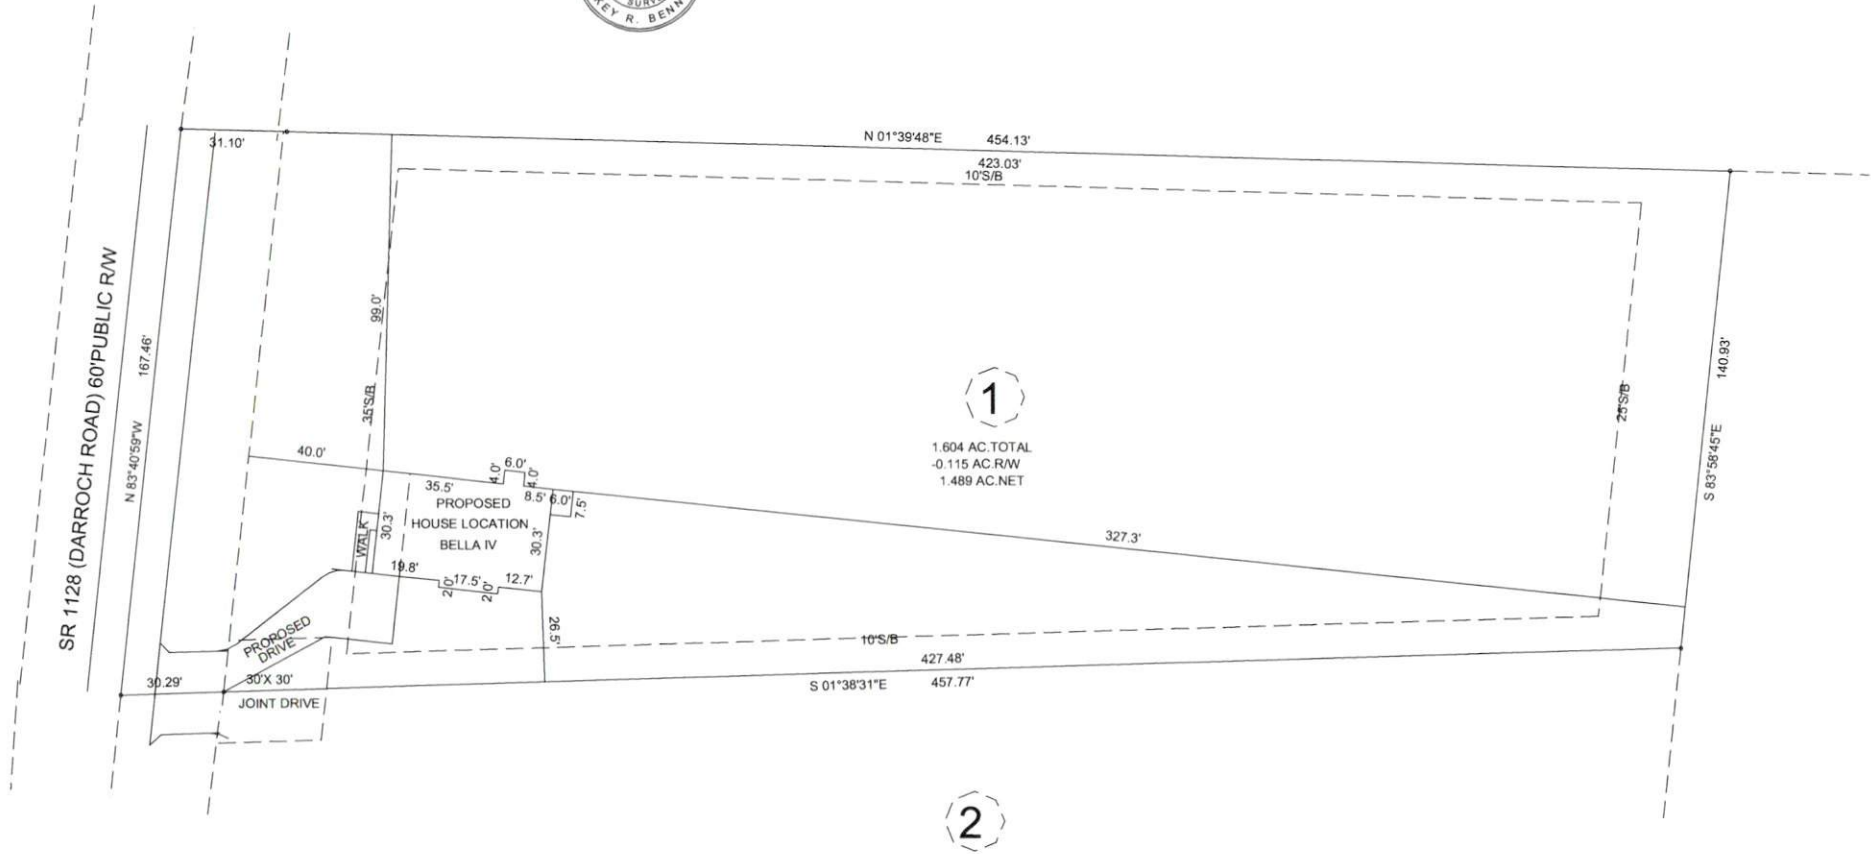 SURV
KEY R. BENN
N 01°39'48"E 454.13'
31.10'
423.03'
10'S/B
SR 1128 (DARROCH ROAD) 60'PUBLIC R/W
N 83°40'59"W 167.46'
99.0'
35'S/B
1
1.604 AC.TOTAL
-0.115 AC.R/W
1.489 AC.NET
25'S/B
S 83°58'45"E 140.93'
40.0'
35.5'
4.0'
6.0'
4.0'
8.5'
6.0'
7.5'
PROPOSED
HOUSE LOCATION
BELLA IV
WALK
30.3'
30.3'
327.3'
19.8'
2.0'
17.5'
2.0'
12.7'
26.5'
PROPOSED
DRIVE
10'S/B
427.48'
30.29'
30'X 30'
JOINT DRIVE
S 01°38'31"E 457.77'
2